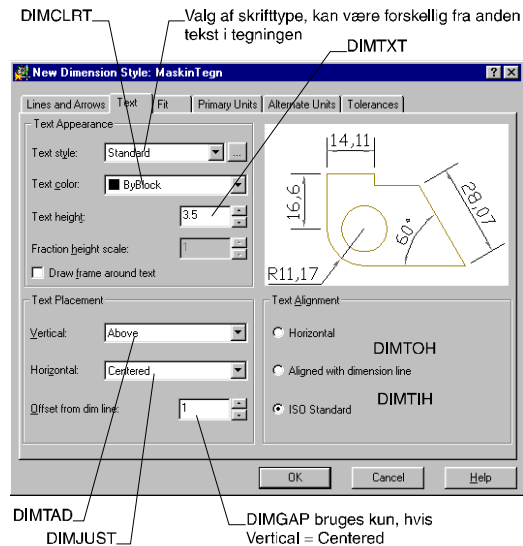 DIMCLRT
Valg af skrifttype, kan være forskellig fra anden
tekst i tegningen
DIMTXT
New Dimension Style: MaskinTegn
Lines and Arrows Text Fit Primary Units Alternate Units Tolerances
Text Appearance
Text style: Standard ...
Text color: ByBlock
Text height: 3.5
Fraction height scale: 1
Draw frame around text
14,11
16,6
28,07
60°
R11,17
Text Placement
Vertical: Above
Horizontal: Centered
Offset from dim line: 1
Text Alignment
Horizontal
DIMTOH
Aligned with dimension line
DIMTIH
ISO Standard
OK Cancel Help
DIMTAD
DIMJUST
DIMGAP bruges kun, hvis
Vertical = Centered